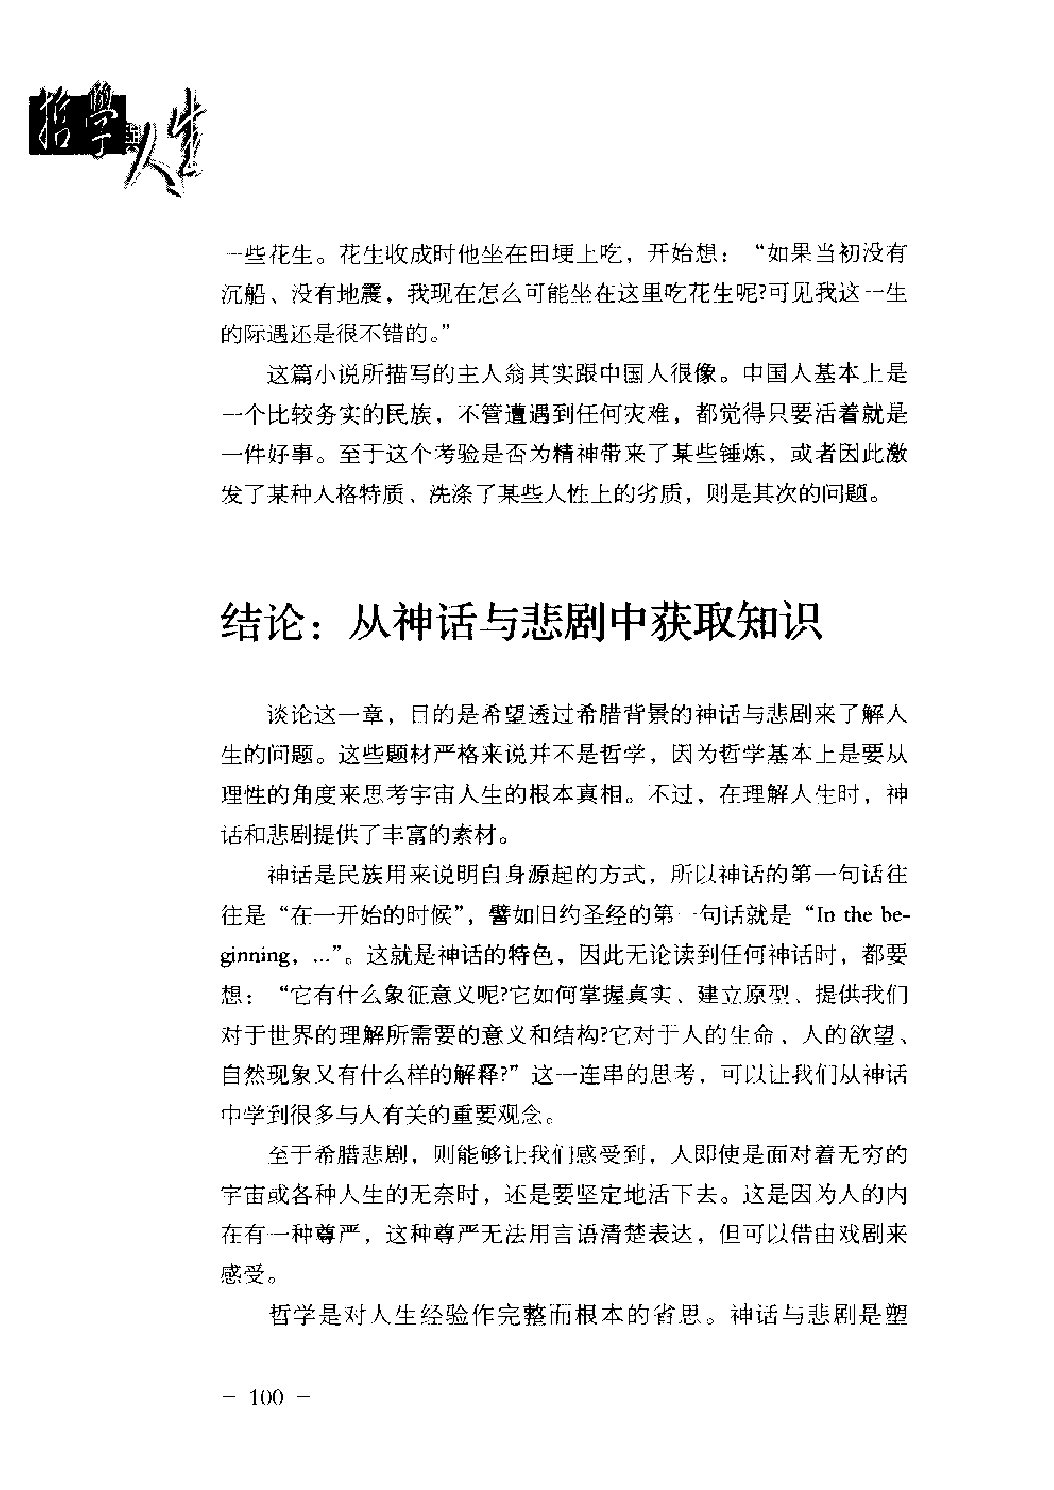 哲學與人生
一些花生。花生收成时他坐在田埂上吃，开始想：“如果当初没有
沉船、没有地震，我现在怎么可能坐在这里吃花生呢?可见我这一生
的际遇还是很不错的。”
这篇小说所描写的主人翁其实跟中国人很像。中国人基本上是
一个比较务实的民族，不管遭遇到任何灾难，都觉得只要活着就是
一件好事。至于这个考验是否为精神带来了某些锤炼，或者因此激
发了某种人格特质、洗涤了某些人性上的劣质，则是其次的问题。
结论：从神话与悲剧中获取知识
谈论这一章，目的是希望透过希腊背景的神话与悲剧来了解人
生的问题。这些题材严格来说并不是哲学，因为哲学基本上是要从
理性的角度来思考宇宙人生的根本真相。不过，在理解人生时，神
话和悲剧提供了丰富的素材。
神话是民族用来说明自身源起的方式，所以神话的第一句话往
往是“在一开始的时候”，譬如旧约圣经的第一句话就是“In the be-
ginning，...”。这就是神话的特色，因此无论读到任何神话时，都要
想：“它有什么象征意义呢?它如何掌握真实、建立原型、提供我们
对于世界的理解所需要的意义和结构?它对于人的生命、人的欲望、
自然现象又有什么样的解释?”这一连串的思考，可以让我们从神话
中学到很多与人有关的重要观念。
至于希腊悲剧，则能够让我们感受到，人即使是面对着无穷的
宇宙或各种人生的无奈时，还是要坚定地活下去。这是因为人的内
在有一种尊严，这种尊严无法用言语清楚表达，但可以借由戏剧来
感受。
哲学是对人生经验作完整而根本的省思。神话与悲剧是塑
- 100 -